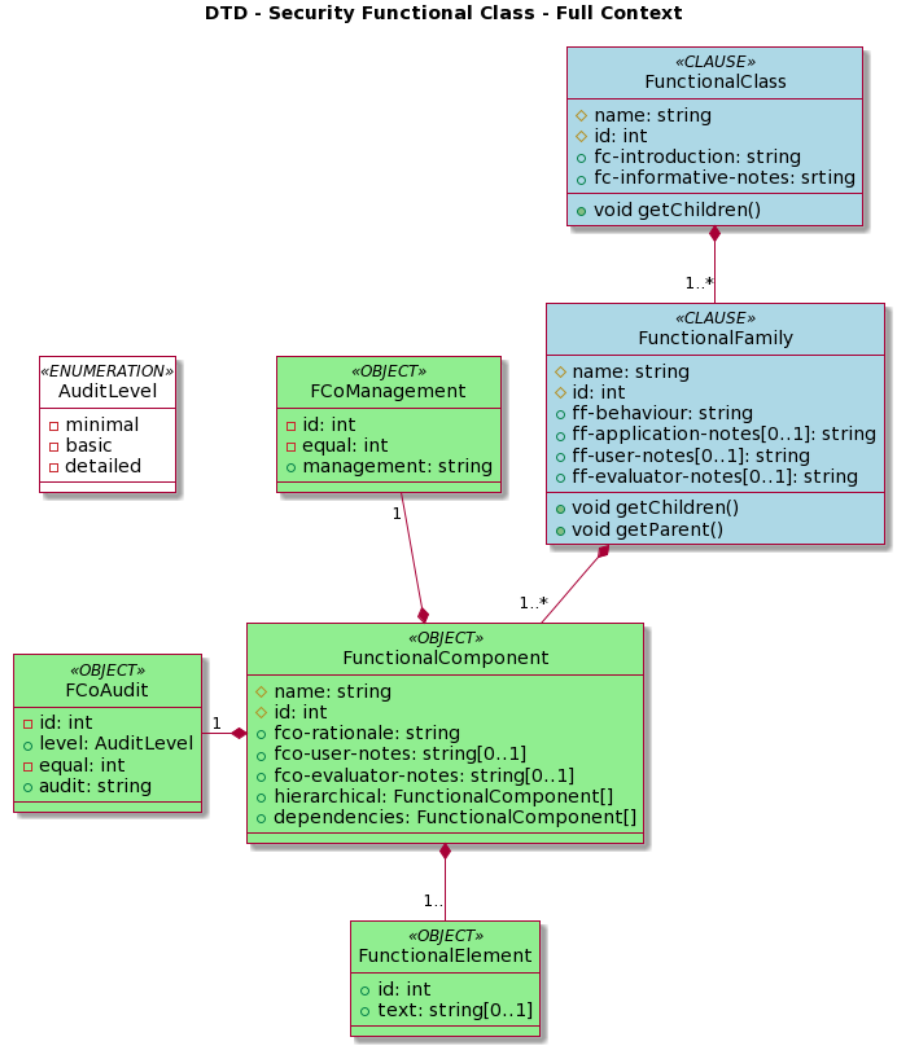 DTD - Security Functional Class - Full Context
«CLAUSE»
FunctionalClass
name: string
id: int
fc-introduction: string
fc-informative-notes: srting
void getChildren()
1..*
«CLAUSE»
FunctionalFamily
name: string
id: int
ff-behaviour: string
ff-application-notes[0..1]: string
ff-user-notes[0..1]: string
ff-evaluator-notes[0..1]: string
void getChildren()
void getParent()
«ENUMERATION»
AuditLevel
minimal
basic
detailed
«OBJECT»
FCoManagement
id: int
equal: int
management: string
1
1..*
«OBJECT»
FunctionalComponent
name: string
id: int
fco-rationale: string
fco-user-notes: string[0..1]
fco-evaluator-notes: string[0..1]
hierarchical: FunctionalComponent[]
dependencies: FunctionalComponent[]
«OBJECT»
FCoAudit
id: int
level: AuditLevel
equal: int
audit: string
1
1..
«OBJECT»
FunctionalElement
id: int
text: string[0..1]